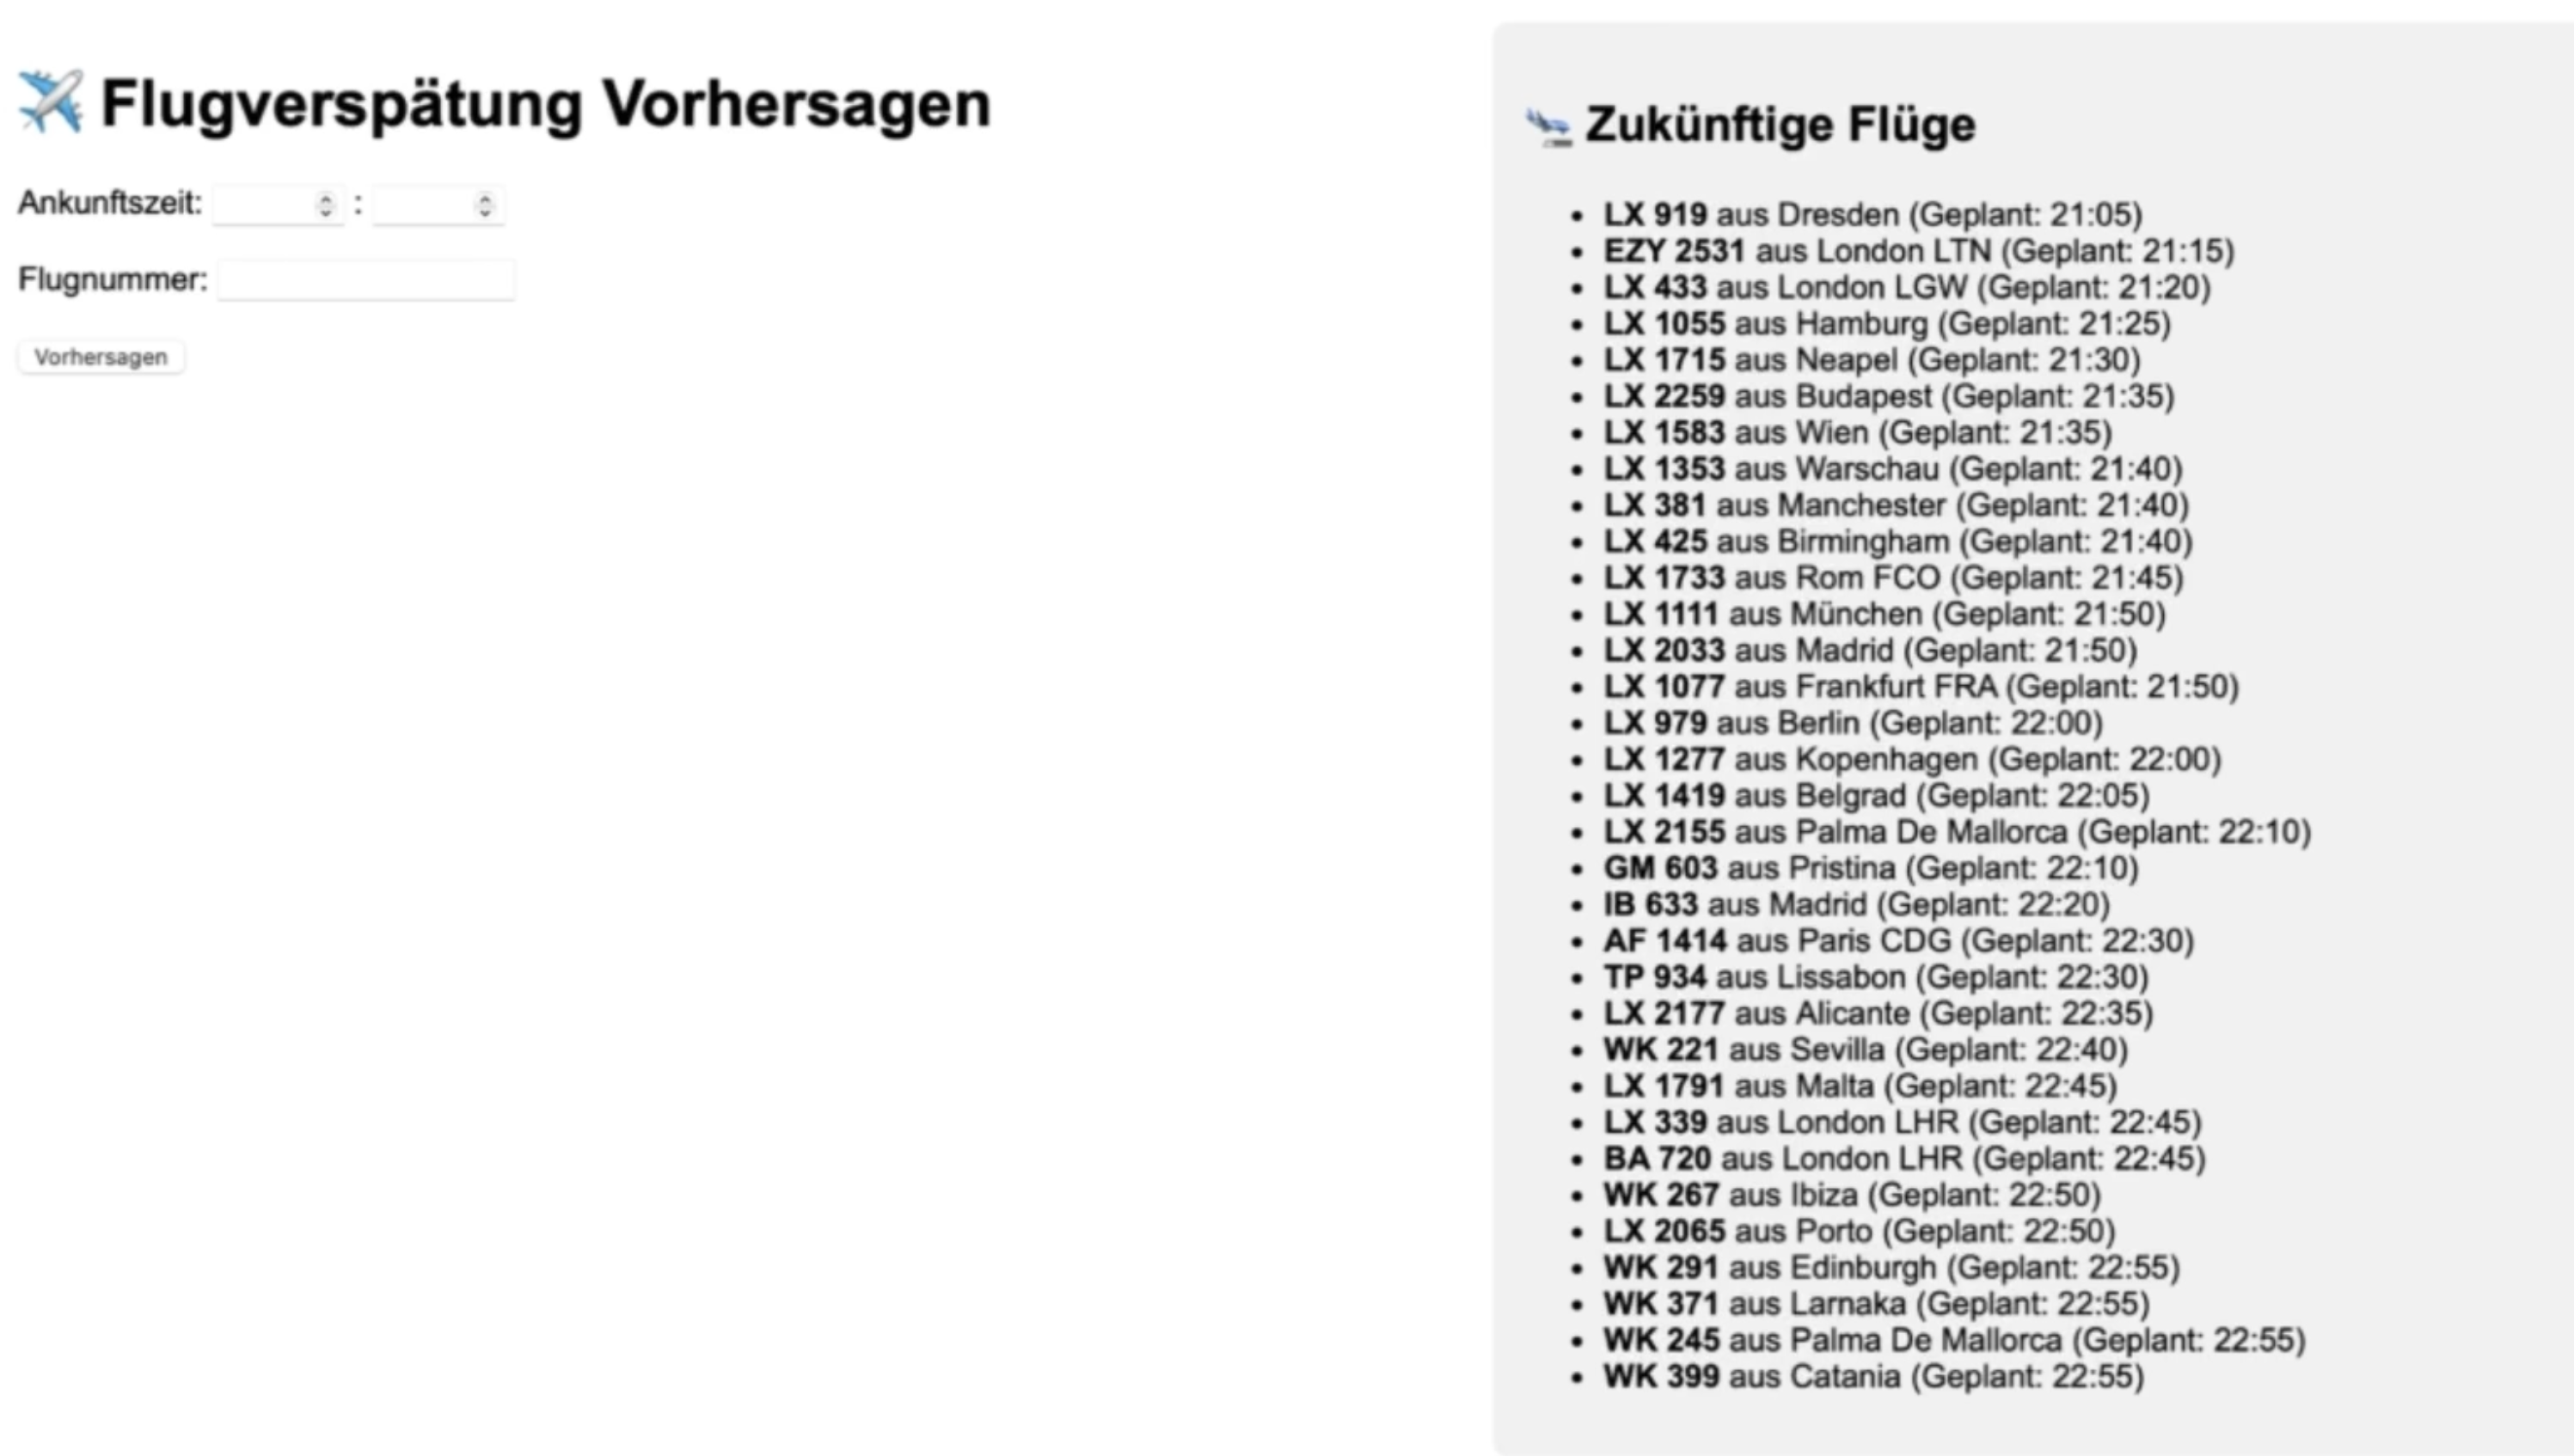 Flugverspätung Vorhersagen
Ankunftszeit: :
Flugnummer:
Vorhersagen
Zukünftige Flüge
• LX 919 aus Dresden (Geplant: 21:05)
• EZY 2531 aus London LTN (Geplant: 21:15)
• LX 433 aus London LGW (Geplant: 21:20)
• LX 1055 aus Hamburg (Geplant: 21:25)
• LX 1715 aus Neapel (Geplant: 21:30)
• LX 2259 aus Budapest (Geplant: 21:35)
• LX 1583 aus Wien (Geplant: 21:35)
• LX 1353 aus Warschau (Geplant: 21:40)
• LX 381 aus Manchester (Geplant: 21:40)
• LX 425 aus Birmingham (Geplant: 21:40)
• LX 1733 aus Rom FCO (Geplant: 21:45)
• LX 1111 aus München (Geplant: 21:50)
• LX 2033 aus Madrid (Geplant: 21:50)
• LX 1077 aus Frankfurt FRA (Geplant: 21:50)
• LX 979 aus Berlin (Geplant: 22:00)
• LX 1277 aus Kopenhagen (Geplant: 22:00)
• LX 1419 aus Belgrad (Geplant: 22:05)
• LX 2155 aus Palma De Mallorca (Geplant: 22:10)
• GM 603 aus Pristina (Geplant: 22:10)
• IB 633 aus Madrid (Geplant: 22:20)
• AF 1414 aus Paris CDG (Geplant: 22:30)
• TP 934 aus Lissabon (Geplant: 22:30)
• LX 2177 aus Alicante (Geplant: 22:35)
• WK 221 aus Sevilla (Geplant: 22:40)
• LX 1791 aus Malta (Geplant: 22:45)
• LX 339 aus London LHR (Geplant: 22:45)
• BA 720 aus London LHR (Geplant: 22:45)
• WK 267 aus Ibiza (Geplant: 22:50)
• LX 2065 aus Porto (Geplant: 22:50)
• WK 291 aus Edinburgh (Geplant: 22:55)
• WK 371 aus Larnaka (Geplant: 22:55)
• WK 245 aus Palma De Mallorca (Geplant: 22:55)
• WK 399 aus Catania (Geplant: 22:55)